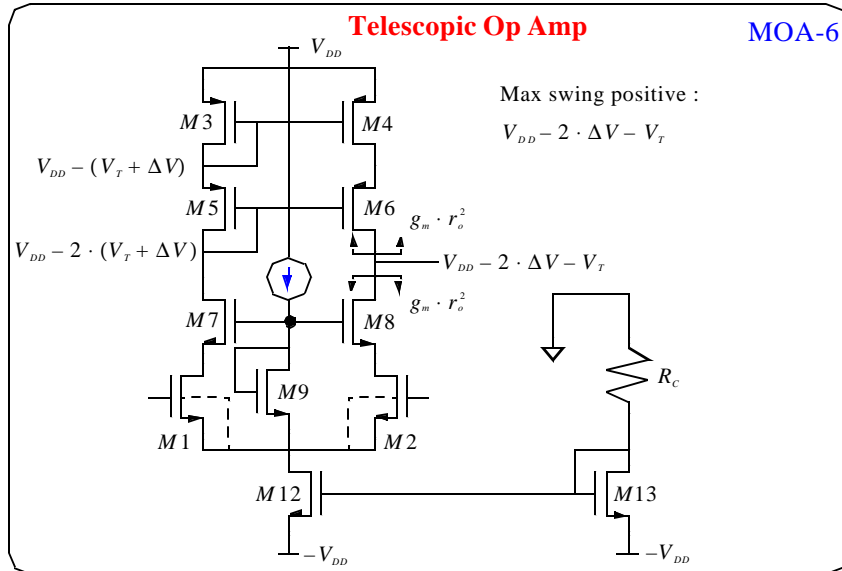 Telescopic Op Amp
MOA-6
V_DD
Max swing positive :
V_DD – 2 · ΔV – V_T
M3
M4
V_DD – (V_T + ΔV)
M5
M6
g_m · r_o^2
V_DD – 2 · (V_T + ΔV)
V_DD – 2 · ΔV – V_T
g_m · r_o^2
M7
M8
R_C
M9
M1
M2
M12
M13
–V_DD
–V_DD